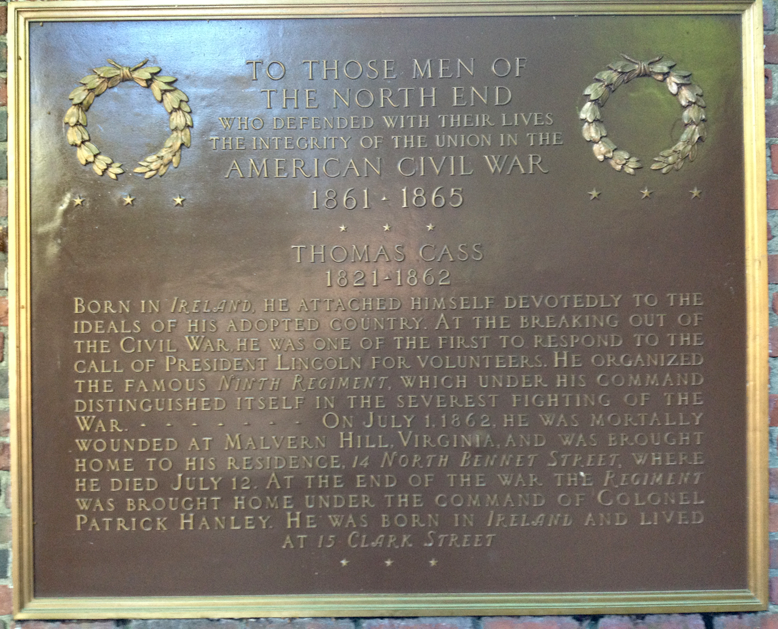 TO THOSE MEN OF
THE NORTH END
WHO DEFENDED WITH THEIR LIVES
THE INTEGRITY OF THE UNION IN THE
AMERICAN CIVIL WAR
1861 - 1865
THOMAS CASS
1821-1862
BORN IN IRELAND, HE ATTACHED HIMSELF DEVOTEDLY TO THE
IDEALS OF HIS ADOPTED COUNTRY. AT THE BREAKING OUT OF
THE CIVIL WAR HE WAS ONE OF THE FIRST TO RESPOND TO THE
CALL OF PRESIDENT LINCOLN FOR VOLUNTEERS. HE ORGANIZED
THE FAMOUS NINTH REGIMENT, WHICH UNDER HIS COMMAND
DISTINGUISHED ITSELF IN THE SEVEREST FIGHTING OF THE
WAR. - - - - - - - ON JULY 1, 1862, HE WAS MORTALLY
WOUNDED AT MALVERN HILL, VIRGINIA, AND WAS BROUGHT
HOME TO HIS RESIDENCE, 14 NORTH BENNET STREET, WHERE
HE DIED JULY 12. AT THE END OF THE WAR THE REGIMENT
WAS BROUGHT HOME UNDER THE COMMAND OF COLONEL
PATRICK HANLEY. HE WAS BORN IN IRELAND AND LIVED
AT 15 CLARK STREET